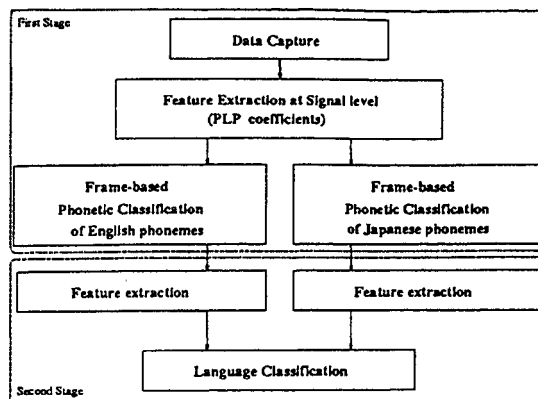 First Stage
Data Capture
Feature Extraction at Signal level
(PLP coefficients)
Frame-based
Phonetic Classification
of English phonemes
Frame-based
Phonetic Classification
of Japanese phonemes
Feature extraction
Feature extraction
Language Classification
Second Stage